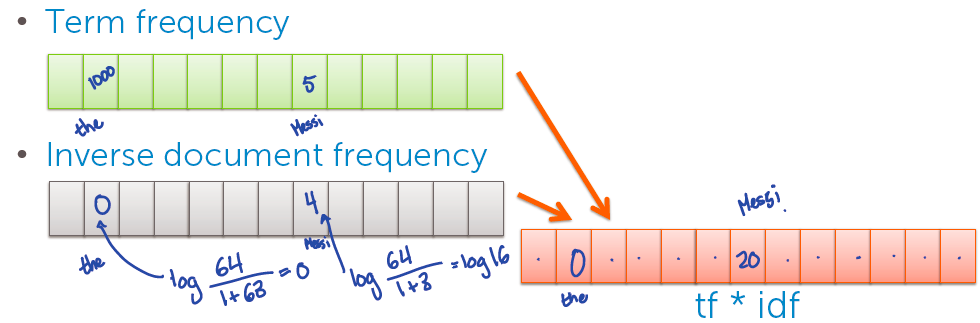 • Term frequency
1000 5
the Messi
• Inverse document frequency
0 4
the Messi
log 64/1+63 = 0 log 64/1+3 = log 16
Messi
. 0 . . . . 20 . . . . . .
the
tf * idf